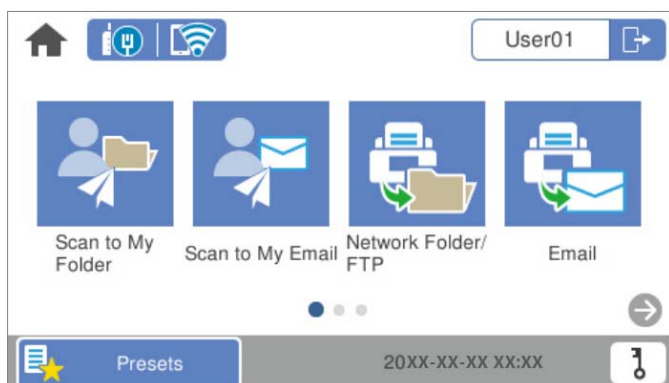 User01
Scan to My
Folder
Scan to My Email
Network Folder/
FTP
Email
Presets
20XX-XX-XX XX:XX